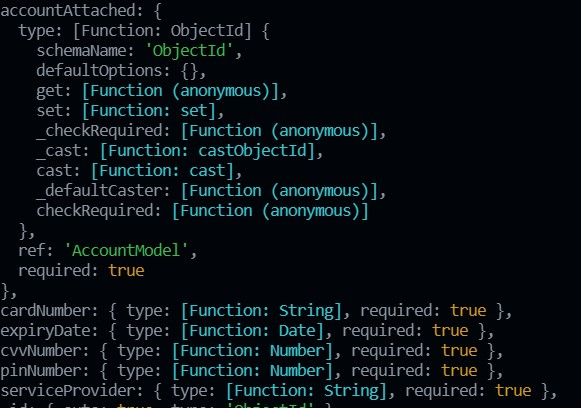 accountAttached: {
type: [Function: ObjectId] {
schemaName: 'ObjectId',
defaultOptions: {},
get: [Function (anonymous)],
set: [Function: set],
_checkRequired: [Function (anonymous)],
_cast: [Function: castObjectId],
cast: [Function: cast],
_defaultCaster: [Function (anonymous)],
checkRequired: [Function (anonymous)]
},
ref: 'AccountModel',
required: true
},
cardNumber: { type: [Function: String], required: true },
expiryDate: { type: [Function: Date], required: true },
cvvNumber: { type: [Function: Number], required: true },
pinNumber: { type: [Function: Number], required: true },
serviceProvider: { type: [Function: String], required: true },
_id: { auto: true, type: 'ObjectId' }